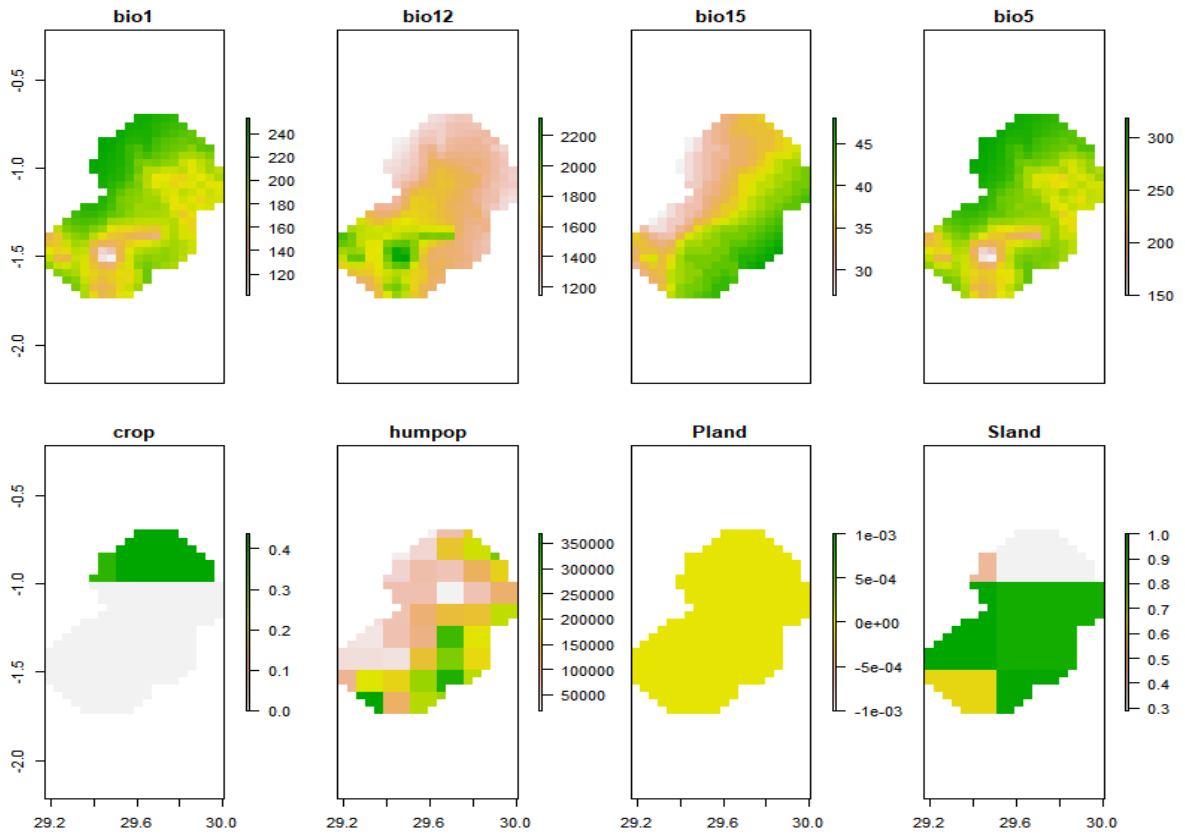 bio1
bio12
bio15
bio5
-0.5
-1.0
-1.5
-2.0
240
220
200
180
160
140
120
2200
2000
1800
1600
1400
1200
45
40
35
30
300
250
200
150
crop
humpop
Pland
Sland
-0.5
-1.0
-1.5
-2.0
0.4
0.3
0.2
0.1
0.0
350000
300000
250000
200000
150000
100000
50000
1e-03
5e-04
0e+00
-5e-04
-1e-03
1.0
0.9
0.8
0.7
0.6
0.5
0.4
0.3
29.2 29.6 30.0
29.2 29.6 30.0
29.2 29.6 30.0
29.2 29.6 30.0